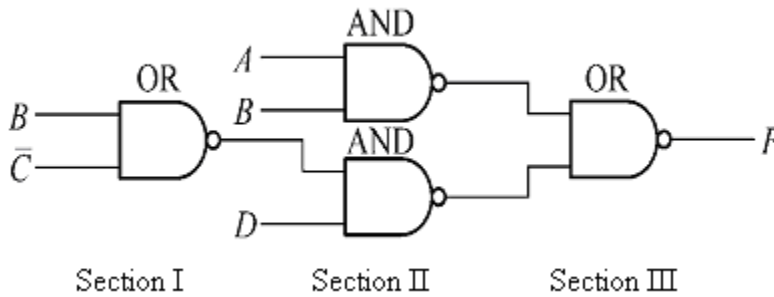 AND
A
OR
OR
B
B
AND
C̄
F
D
Section I
Section II
Section III